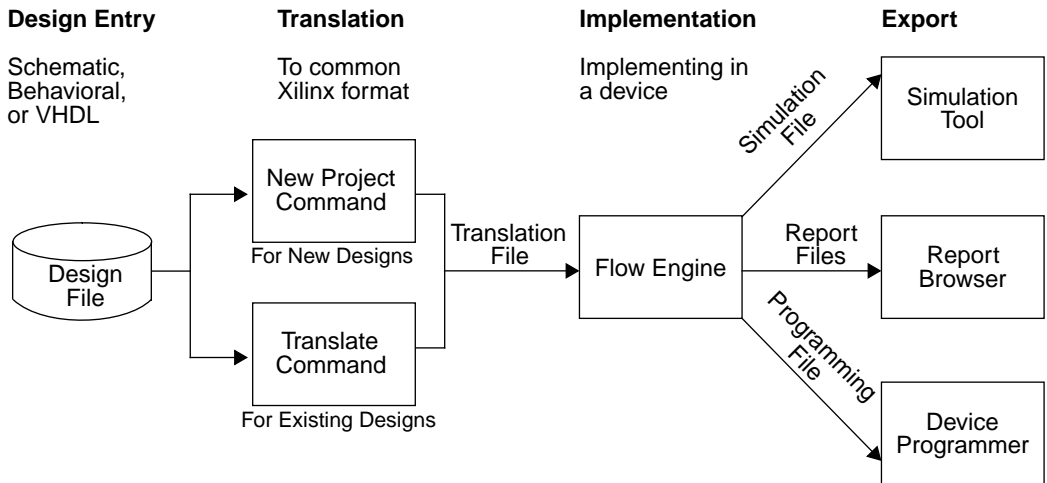 Design Entry
Schematic,
Behavioral,
or VHDL
Design
File
Translation
To common
Xilinx format
New Project
Command
For New Designs
Translate
Command
For Existing Designs
Translation
File
Implementation
Implementing in
a device
Flow Engine
Simulation
File
Report
Files
Programming
File
Export
Simulation
Tool
Report
Browser
Device
Programmer